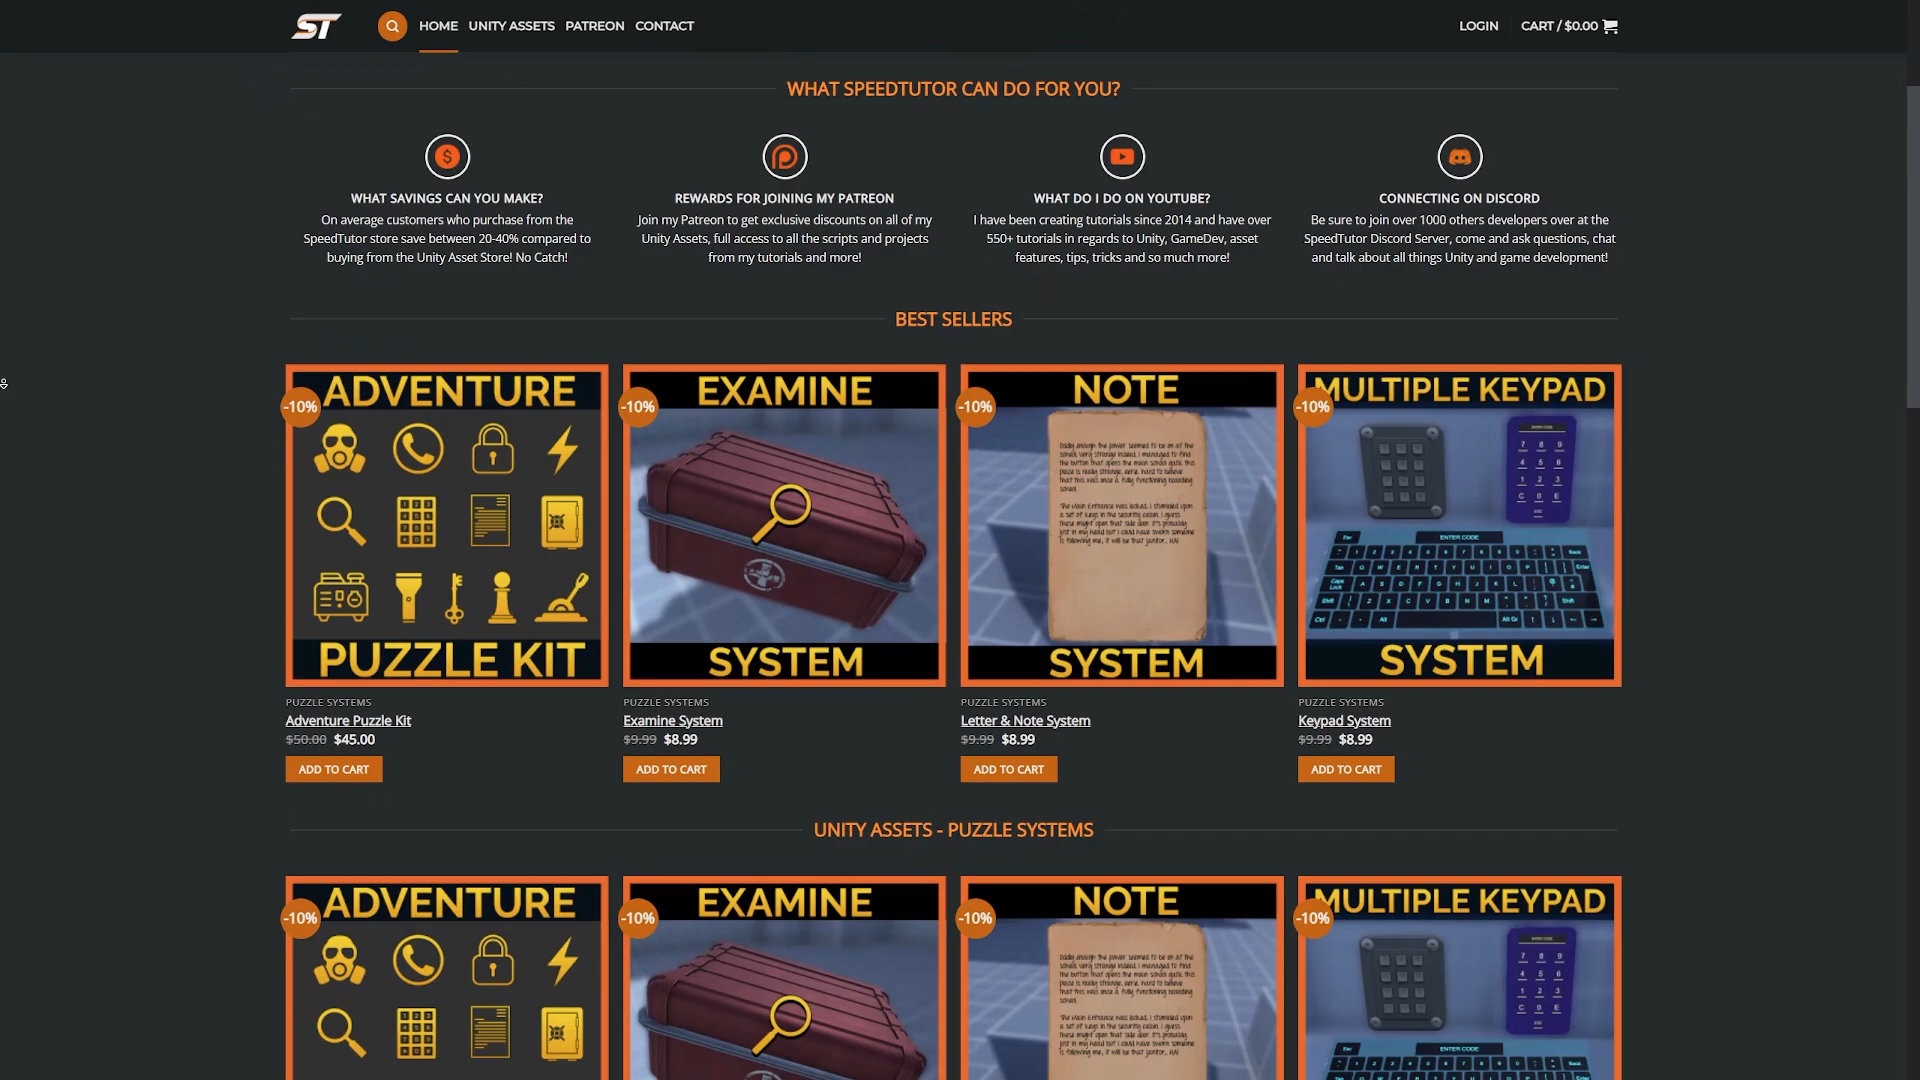 ST
HOME
UNITY ASSETS
PATREON
CONTACT
LOGIN
CART / $0.00
WHAT SPEEDTUTOR CAN DO FOR YOU?
WHAT SAVINGS CAN YOU MAKE?
On average customers who purchase from the
SpeedTutor store save between 20-40% compared to
buying from the Unity Asset Store! No Catch!
REWARDS FOR JOINING MY PATREON
Join my Patreon to get exclusive discounts on all of my
Unity Assets, full access to all the scripts and projects
from my tutorials and more!
WHAT DO I DO ON YOUTUBE?
I have been creating tutorials since 2014 and have over
550+ tutorials in regards to Unity, GameDev, asset
features, tips, tricks and so much more!
CONNECTING ON DISCORD
Be sure to join over 1000 others developers over at the
SpeedTutor Discord Server, come and ask questions, chat
and talk about all things Unity and game development!
BEST SELLERS
-10%
ADVENTURE
PUZZLE KIT
PUZZLE SYSTEMS
Adventure Puzzle Kit
$50.00 $45.00
ADD TO CART
-10%
EXAMINE
SYSTEM
PUZZLE SYSTEMS
Examine System
$9.99 $8.99
ADD TO CART
-10%
NOTE
SYSTEM
PUZZLE SYSTEMS
Letter & Note System
$9.99 $8.99
ADD TO CART
-10%
MULTIPLE KEYPAD
ENTER CODE
SYSTEM
PUZZLE SYSTEMS
Keypad System
$9.99 $8.99
ADD TO CART
UNITY ASSETS - PUZZLE SYSTEMS
-10%
ADVENTURE
-10%
EXAMINE
-10%
NOTE
-10%
MULTIPLE KEYPAD
ENTER CODE